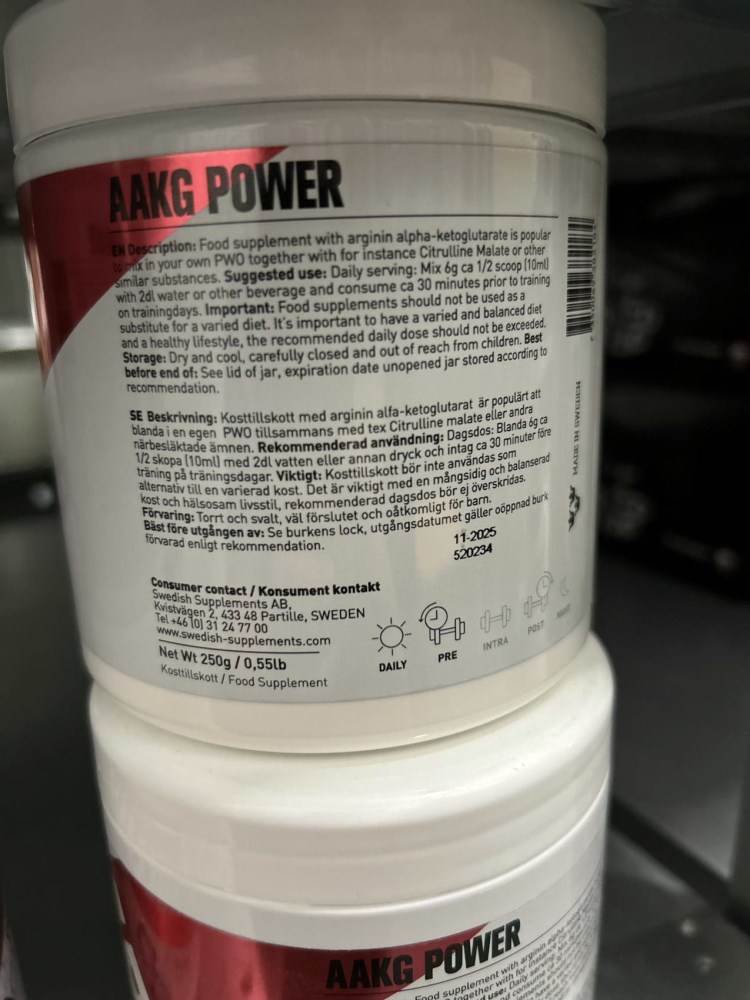 AAKG POWER
EN Description: Food supplement with arginin alpha-ketoglutarate is popular
to mix in your own PWO together with for instance Citrulline Malate or other
similar substances. Suggested use: Daily serving: Mix 6g ca 1/2 scoop (10ml)
with 2dl water or other beverage and consume ca 30 minutes prior to training
on trainingdays. Important: Food supplements should not be used as a
substitute for a varied diet. It's important to have a varied and balanced diet
and a healthy lifestyle, the recommended daily dose should not be exceeded.
Storage: Dry and cool, carefully closed and out of reach from children. Best
before end of: See lid of jar, expiration date unopened jar stored according to
recommendation.
SE Beskrivning: Kosttillskott med arginin alfa-ketoglutarat är populärt att
blanda i en egen PWO tillsammans med tex Citrulline malate eller andra
närbesläktade ämnen. Rekommenderad användning: Dagsdos: Blanda 6g ca
1/2 skopa (10ml) med 2dl vatten eller annan dryck och intag ca 30 minuter före
träning på träningsdagar. Viktigt: Kosttillskott bör inte användas som
alternativ till en varierad kost. Det är viktigt med en mångsidig och balanserad
kost och hälsosam livsstil, rekommenderad dagsdos bör ej överskridas.
Förvaring: Torrt och svalt, väl förslutet och oåtkomligt för barn.
Bäst före utgången av: Se burkens lock, utgångsdatumet gäller oöppnad burk
förvarad enligt rekommendation.
11-2025
520234
MADE IN SWEDEN
Consumer contact / Konsument kontakt
Swedish Supplements AB,
Kvistvägen 2, 433 48 Partille, SWEDEN
Tel +46 (0) 31 24 77 00
www.swedish-supplements.com
Net Wt 250g / 0,55lb
Kosttillskott / Food Supplement
DAILY
PRE
INTRA
POST
AAKG POWER
Food supplement with arginin
together with for instance
use: Daily serving